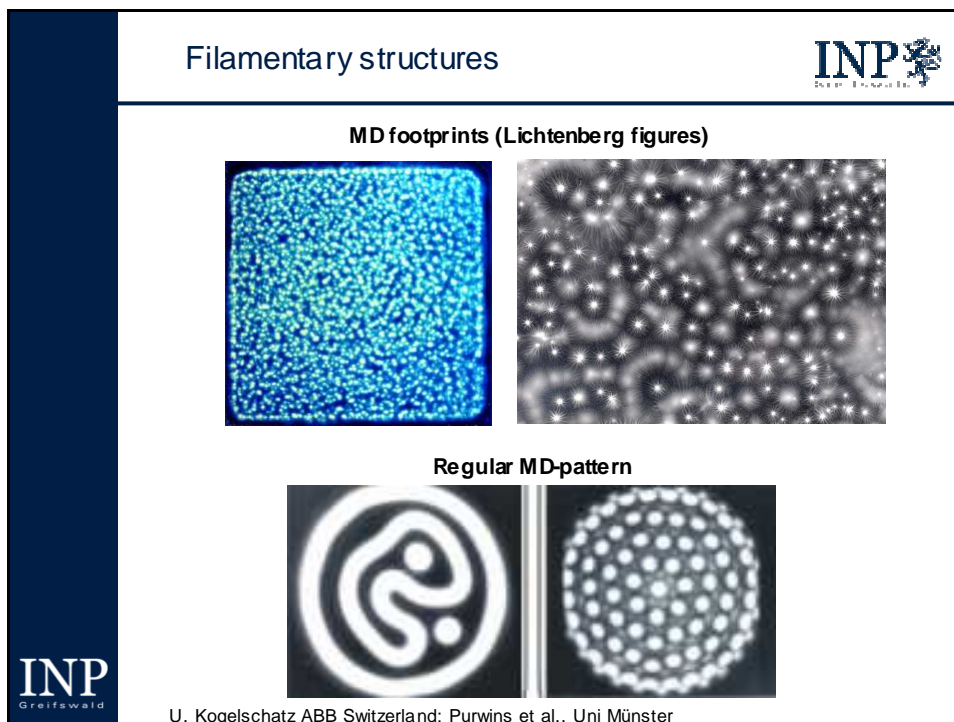 Filamentary structures
INP
MD footprints (Lichtenberg figures)
Regular MD-pattern
INP
Greifswald
U. Kogelschatz ABB Switzerland; Purwins et al., Uni Münster